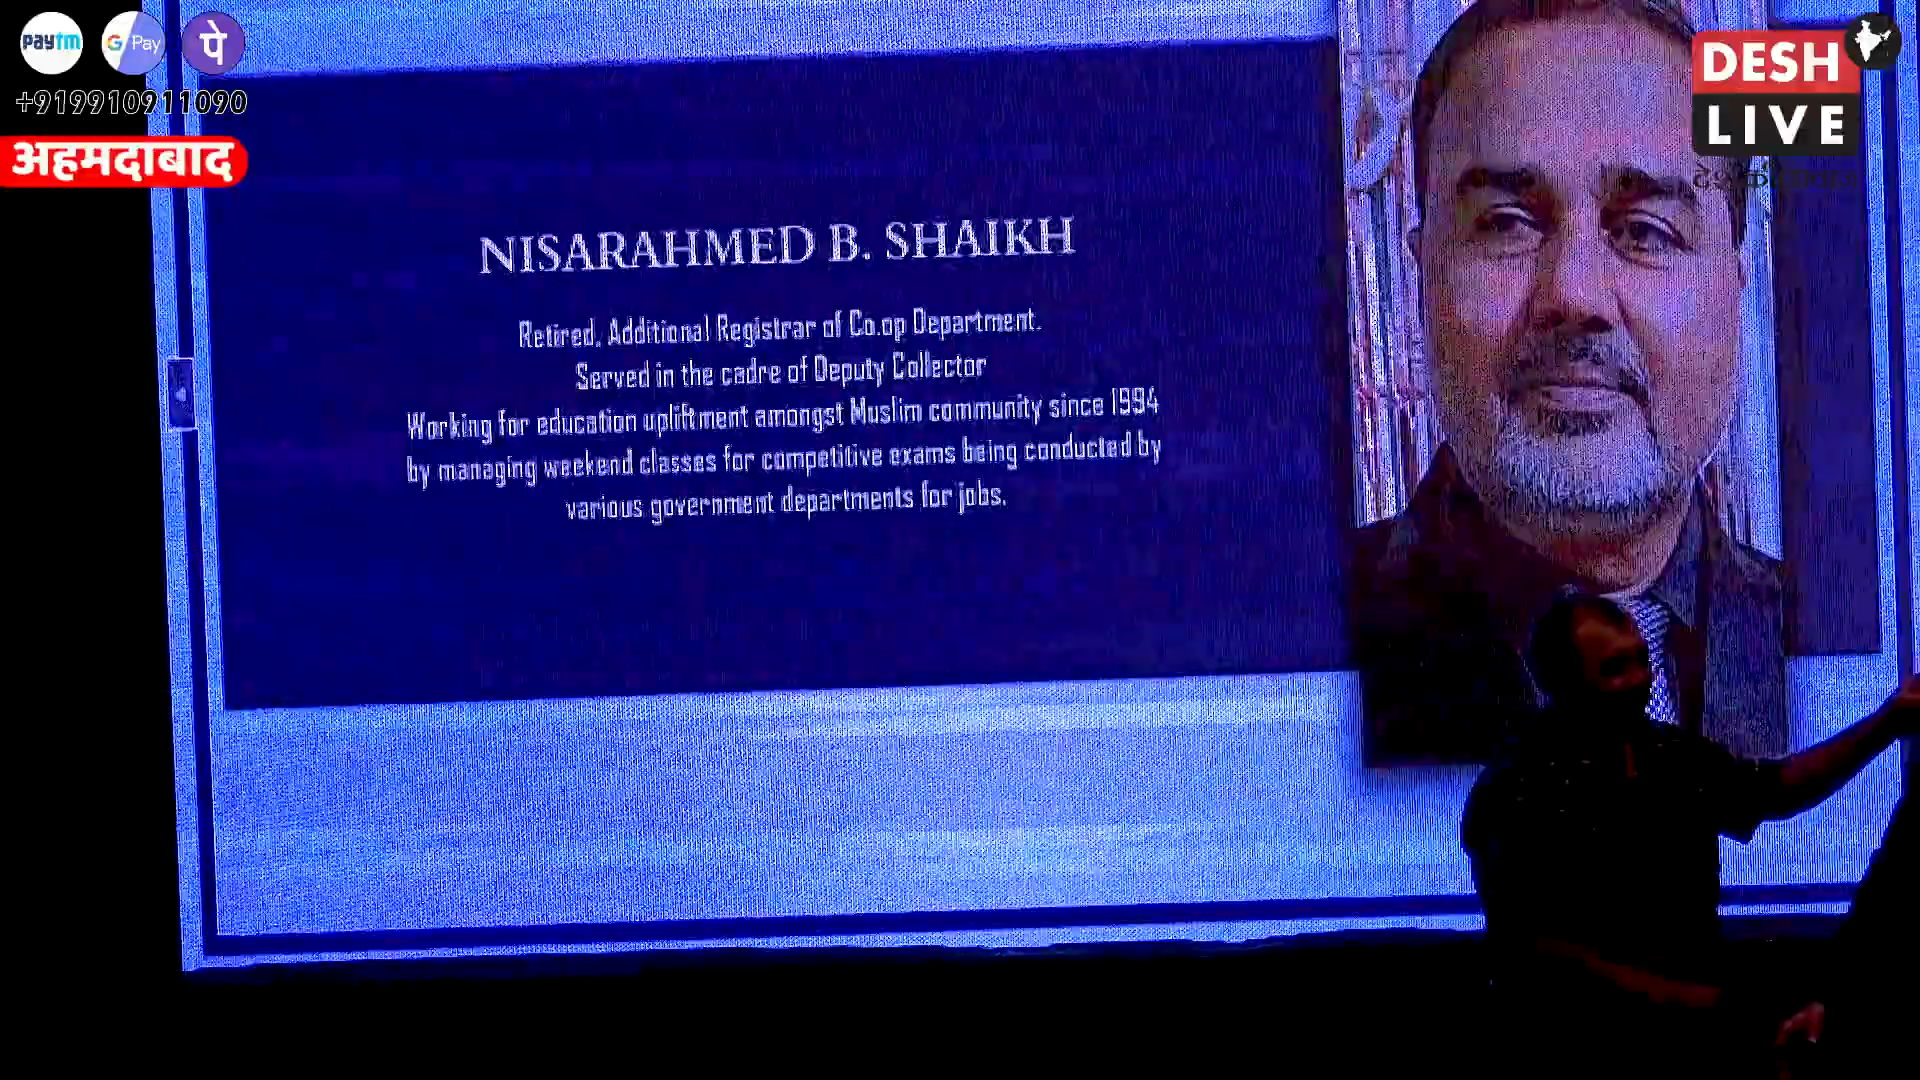 paytm
G Pay
पे
+919910911090
अहमदाबाद
DESH
LIVE
NISARAHMED B. SHAIKH
Retired. Additional Registrar of Co.op Department.
Served in the cadre of Deputy Collector
Working for education upliftment amongst Muslim community since 1994
by managing weekend classes for competitive exams being conducted by
various government departments for jobs.